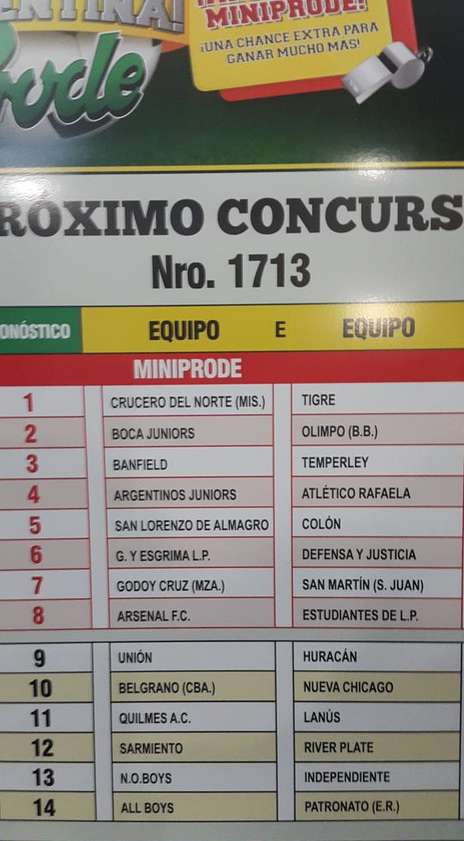 MINIPRODE!
¡UNA CHANCE EXTRA PARA
GANAR MUCHO MAS!
RÓXIMO CONCURS
Nro. 1713
ONÓSTICO EQUIPO E EQUIPO
MINIPRODE
1 CRUCERO DEL NORTE (MIS.) TIGRE
2 BOCA JUNIORS OLIMPO (B.B.)
3 BANFIELD TEMPERLEY
4 ARGENTINOS JUNIORS ATLÉTICO RAFAELA
5 SAN LORENZO DE ALMAGRO COLÓN
6 G. Y ESGRIMA L.P. DEFENSA Y JUSTICIA
7 GODOY CRUZ (MZA.) SAN MARTÍN (S. JUAN)
8 ARSENAL F.C. ESTUDIANTES DE L.P.
9 UNIÓN HURACÁN
10 BELGRANO (CBA.) NUEVA CHICAGO
11 QUILMES A.C. LANÚS
12 SARMIENTO RIVER PLATE
13 N.O.BOYS INDEPENDIENTE
14 ALL BOYS PATRONATO (E.R.)